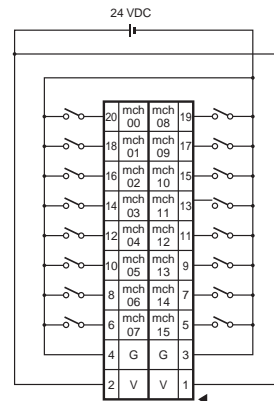 24 VDC
20 mch 00 mch 08 19
18 mch 01 mch 09 17
16 mch 02 mch 10 15
14 mch 03 mch 11 13
12 mch 04 mch 12 11
10 mch 05 mch 13 9
8 mch 06 mch 14 7
6 mch 07 mch 15 5
4 G G 3
2 V V 1